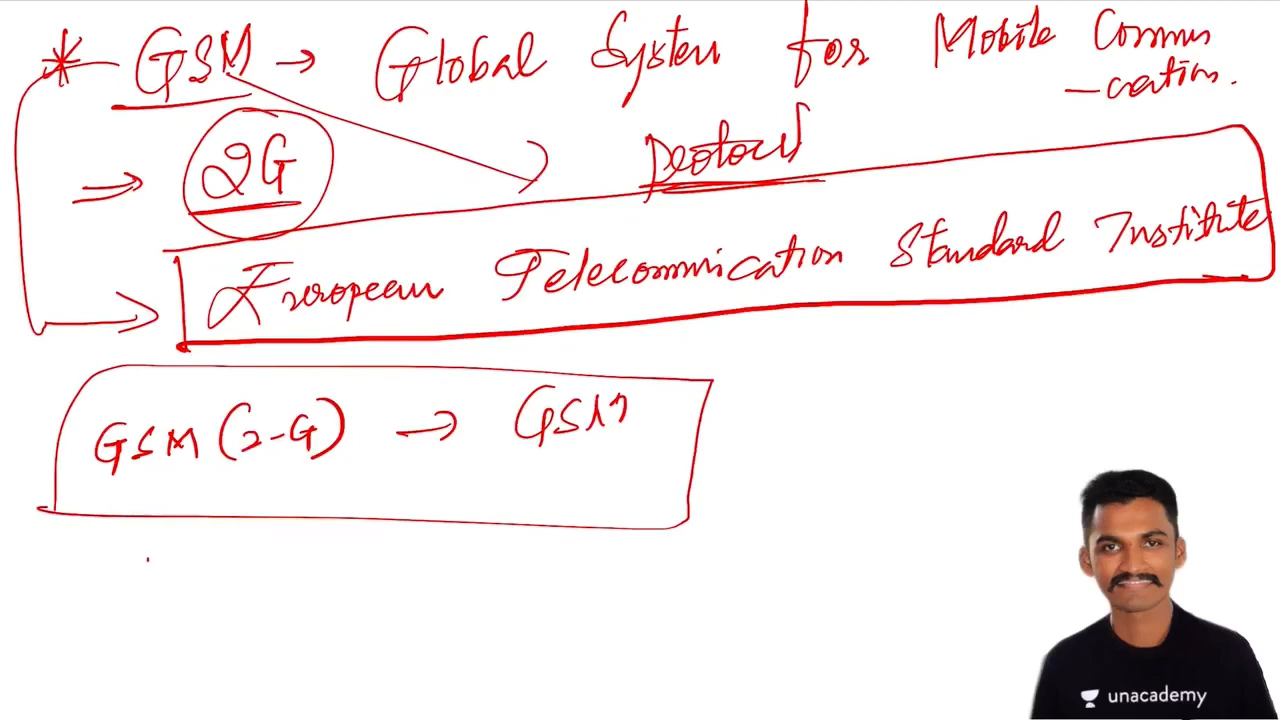 * GSM → Global System for Mobile Commun
-cation.
⇒ 2G
Protocol
European Telecommunication Standard Institute
GSM (2-G) → GSM
unacademy